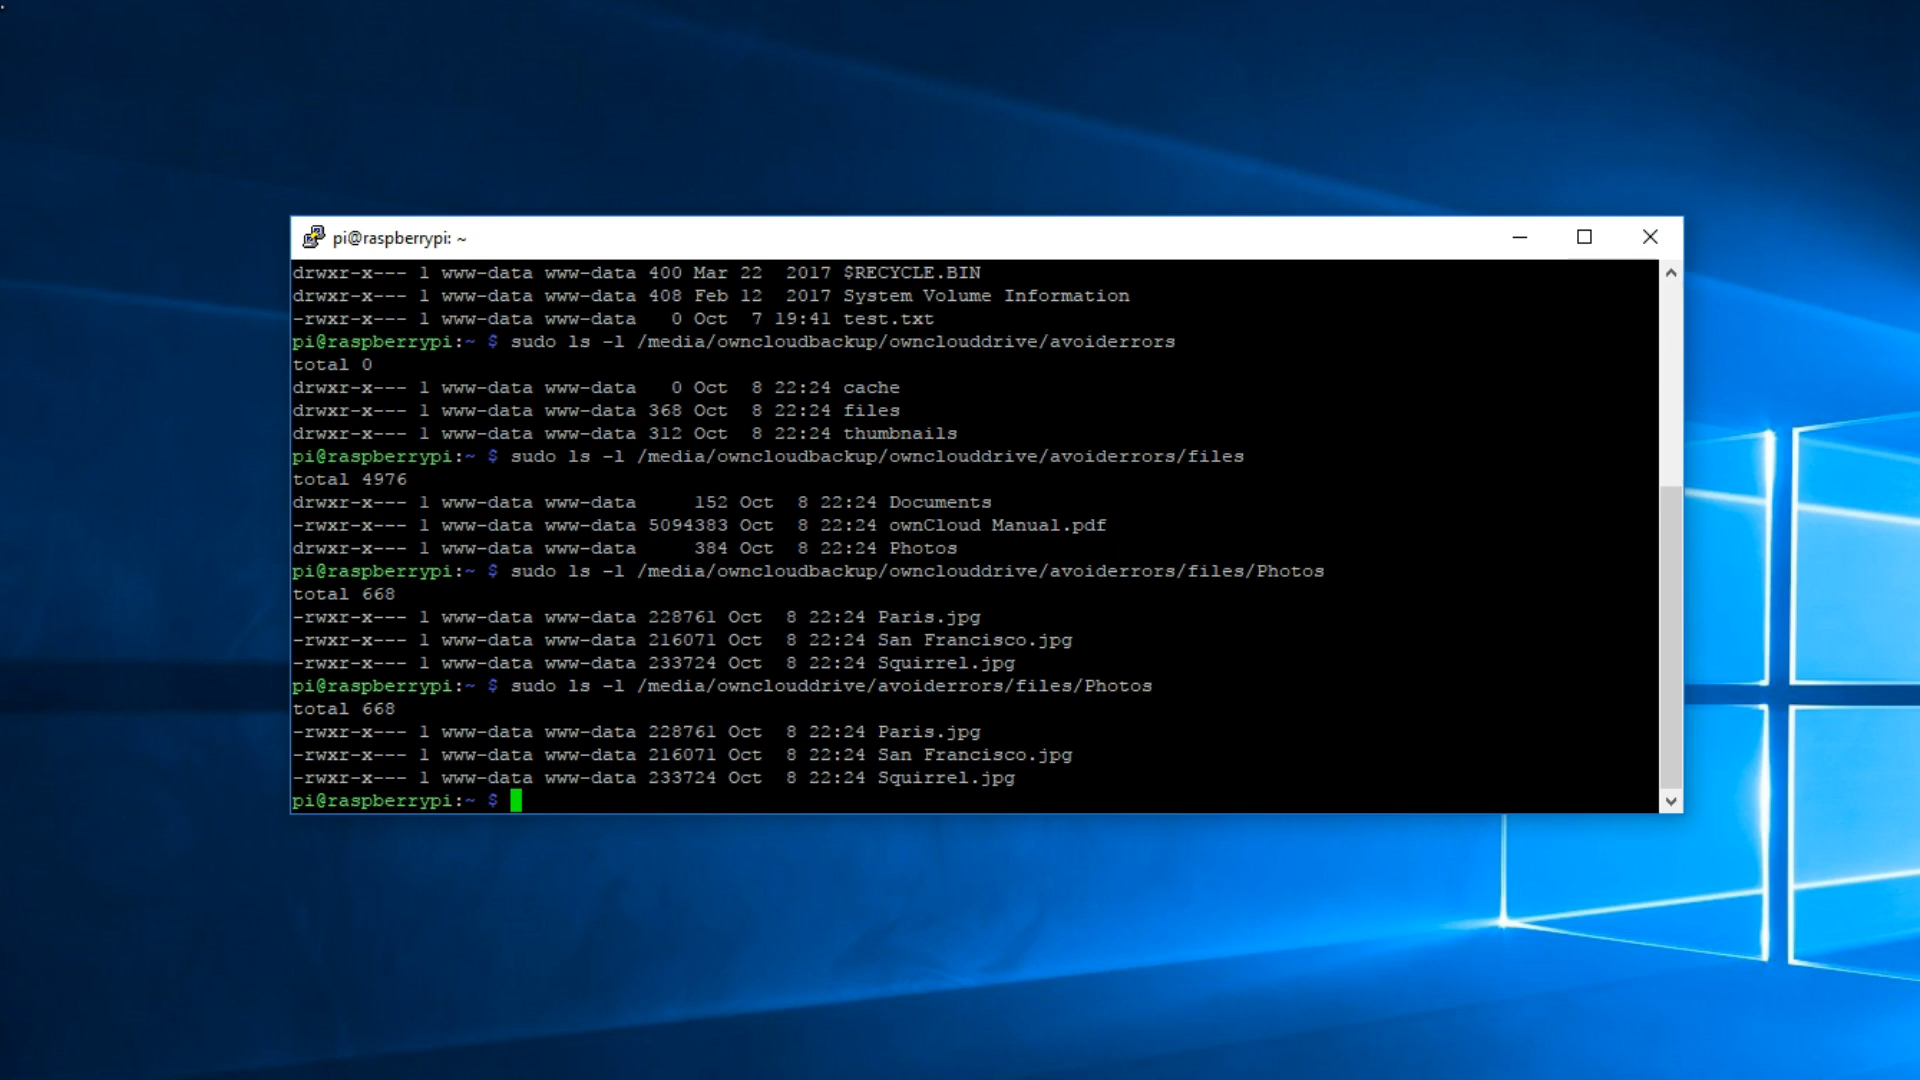 pi@raspberrypi: ~
drwxr-x--- 1 www-data www-data 400 Mar 22  2017 $RECYCLE.BIN
drwxr-x--- 1 www-data www-data 408 Feb 12  2017 System Volume Information
-rwxr-x--- 1 www-data www-data   0 Oct  7 19:41 test.txt
pi@raspberrypi:~ $ sudo ls -l /media/owncloudbackup/ownclouddrive/avoiderrors
total 0
drwxr-x--- 1 www-data www-data   0 Oct  8 22:24 cache
drwxr-x--- 1 www-data www-data 368 Oct  8 22:24 files
drwxr-x--- 1 www-data www-data 312 Oct  8 22:24 thumbnails
pi@raspberrypi:~ $ sudo ls -l /media/owncloudbackup/ownclouddrive/avoiderrors/files
total 4976
drwxr-x--- 1 www-data www-data     152 Oct  8 22:24 Documents
-rwxr-x--- 1 www-data www-data 5094383 Oct  8 22:24 ownCloud Manual.pdf
drwxr-x--- 1 www-data www-data     384 Oct  8 22:24 Photos
pi@raspberrypi:~ $ sudo ls -l /media/owncloudbackup/ownclouddrive/avoiderrors/files/Photos
total 668
-rwxr-x--- 1 www-data www-data 228761 Oct  8 22:24 Paris.jpg
-rwxr-x--- 1 www-data www-data 216071 Oct  8 22:24 San Francisco.jpg
-rwxr-x--- 1 www-data www-data 233724 Oct  8 22:24 Squirrel.jpg
pi@raspberrypi:~ $ sudo ls -l /media/ownclouddrive/avoiderrors/files/Photos
total 668
-rwxr-x--- 1 www-data www-data 228761 Oct  8 22:24 Paris.jpg
-rwxr-x--- 1 www-data www-data 216071 Oct  8 22:24 San Francisco.jpg
-rwxr-x--- 1 www-data www-data 233724 Oct  8 22:24 Squirrel.jpg
pi@raspberrypi:~ $